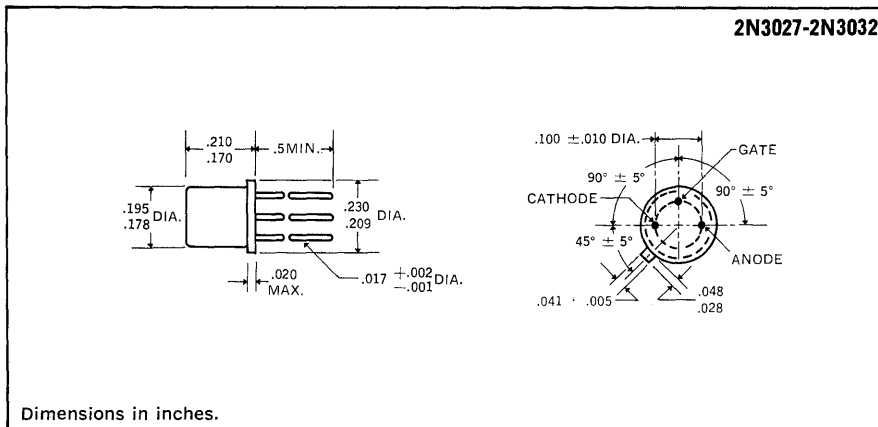 2N3027-2N3032
.210
.170
.5MIN.
.195
.178
DIA.
.230
.209
DIA.
.020
MAX.
.017 +.002
-.001 DIA.
.100 ±.010 DIA.
GATE
90° ± 5°
90° ± 5°
CATHODE
45° ± 5°
ANODE
.041 .005
.048
.028
Dimensions in inches.